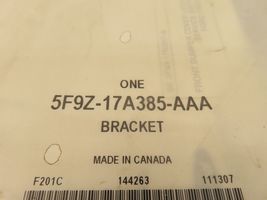 ONE
5F9Z-17A385-AAA
BRACKET
MADE IN CANADA
F201C 144263 111307